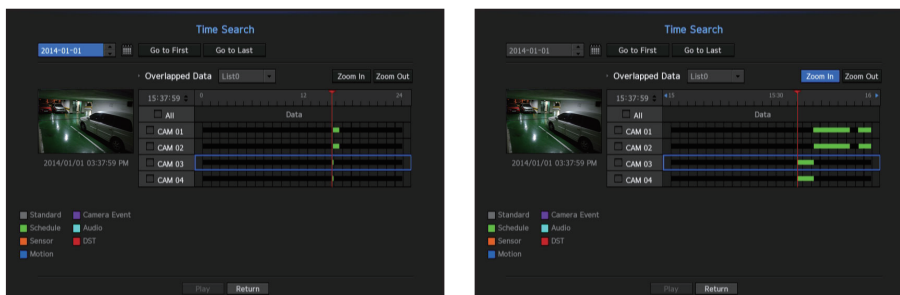 Time Search
2014-01-01 Go to First Go to Last
Overlapped Data List0 Zoom In Zoom Out
15:37:59 0 12 24
All Data
CAM 01
CAM 02
CAM 03
2014/01/01 03:37:59 PM
CAM 04
Standard Camera Event
Schedule Audio
Sensor DST
Motion
Play Return
Time Search
2014-01-01 Go to First Go to Last
Overlapped Data List0 Zoom In Zoom Out
15:37:59 15 15:30 16
All Data
CAM 01
CAM 02
CAM 03
2014/01/01 03:37:59 PM
CAM 04
Standard Camera Event
Schedule Audio
Sensor DST
Motion
Play Return